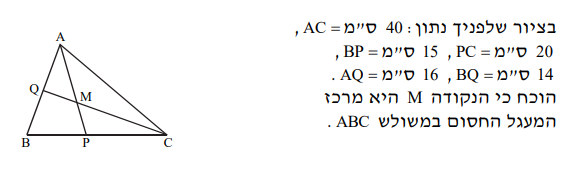 בציור שלפניך נתון: 40 ס״מ = AC ,
20 ס״מ = PC , 15 ס״מ = BP ,
14 ס״מ = BQ , 16 ס״מ = AQ .
הוכח כי הנקודה M היא מרכז
המעגל החסום במשולש ABC .
A
Q
M
B
P
C